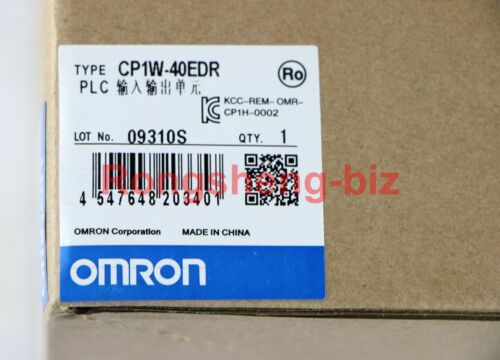 TYPE CP1W-40EDR
Ro
PLC 输入输出单元
KCC-REM-OMR-
CP1H-0002
LOT No. 09310S QTY. 1
Rongsheng-biz
4 547648 203401
OMRON Corporation MADE IN CHINA
OMRON